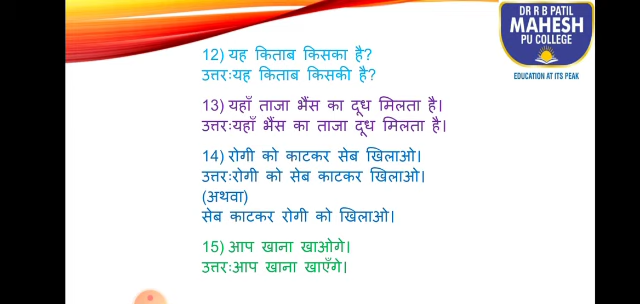 DR R B PATIL
MAHESH
PU COLLEGE
EDUCATION AT ITS PEAK
12) यह किताब किसका है?
उत्तरः यह किताब किसकी है?
13) यहाँ ताजा भैंस का दूध मिलता है।
उत्तरः यहाँ भैंस का ताजा दूध मिलता है।
14) रोगी को काटकर सेब खिलाओ।
उत्तरः रोगी को सेब काटकर खिलाओ।
(अथवा)
सेब काटकर रोगी को खिलाओ।
15) आप खाना खाओगे।
उत्तरः आप खाना खाएँगे।